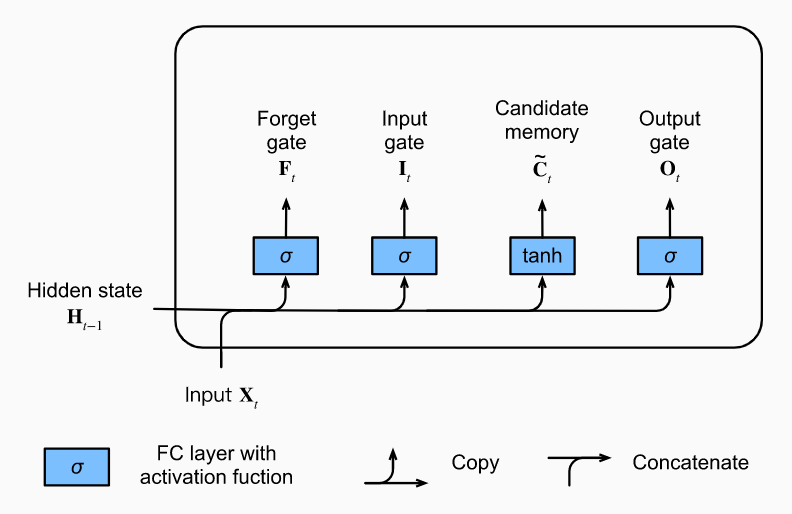 Forget
gate
F_t
Input
gate
I_t
Candidate
memory
C̃_t
Output
gate
O_t
σ
σ
tanh
σ
Hidden state
H_{t−1}
Input X_t
σ
FC layer with
activation fuction
Copy
Concatenate